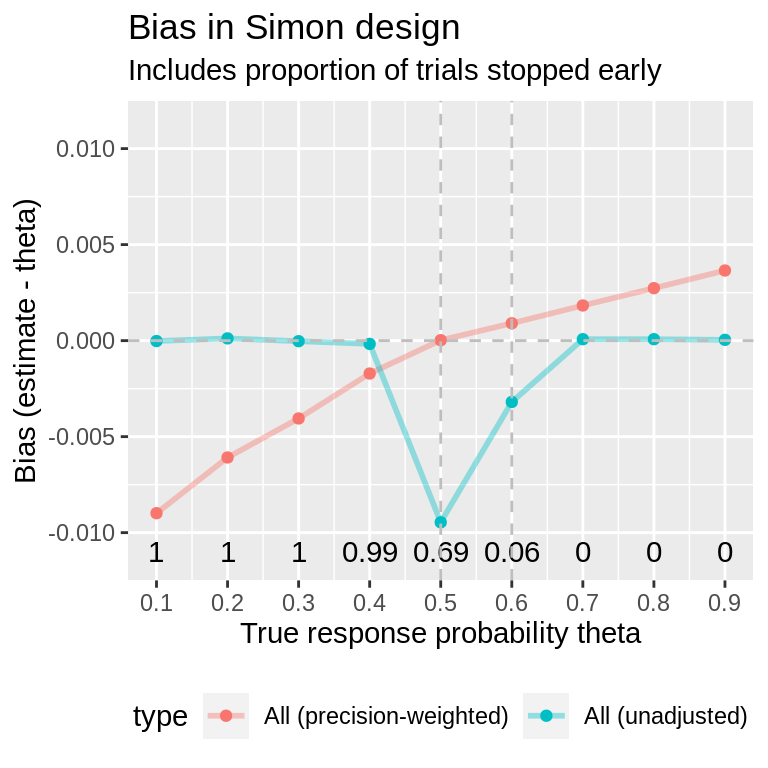 Bias in Simon design
Includes proportion of trials stopped early
Bias (estimate - theta)
0.010
0.005
0.000
-0.005
-0.010
1 1 1 0.99 0.69 0.06 0 0 0
0.1 0.2 0.3 0.4 0.5 0.6 0.7 0.8 0.9
True response probability theta
type All (precision-weighted) All (unadjusted)